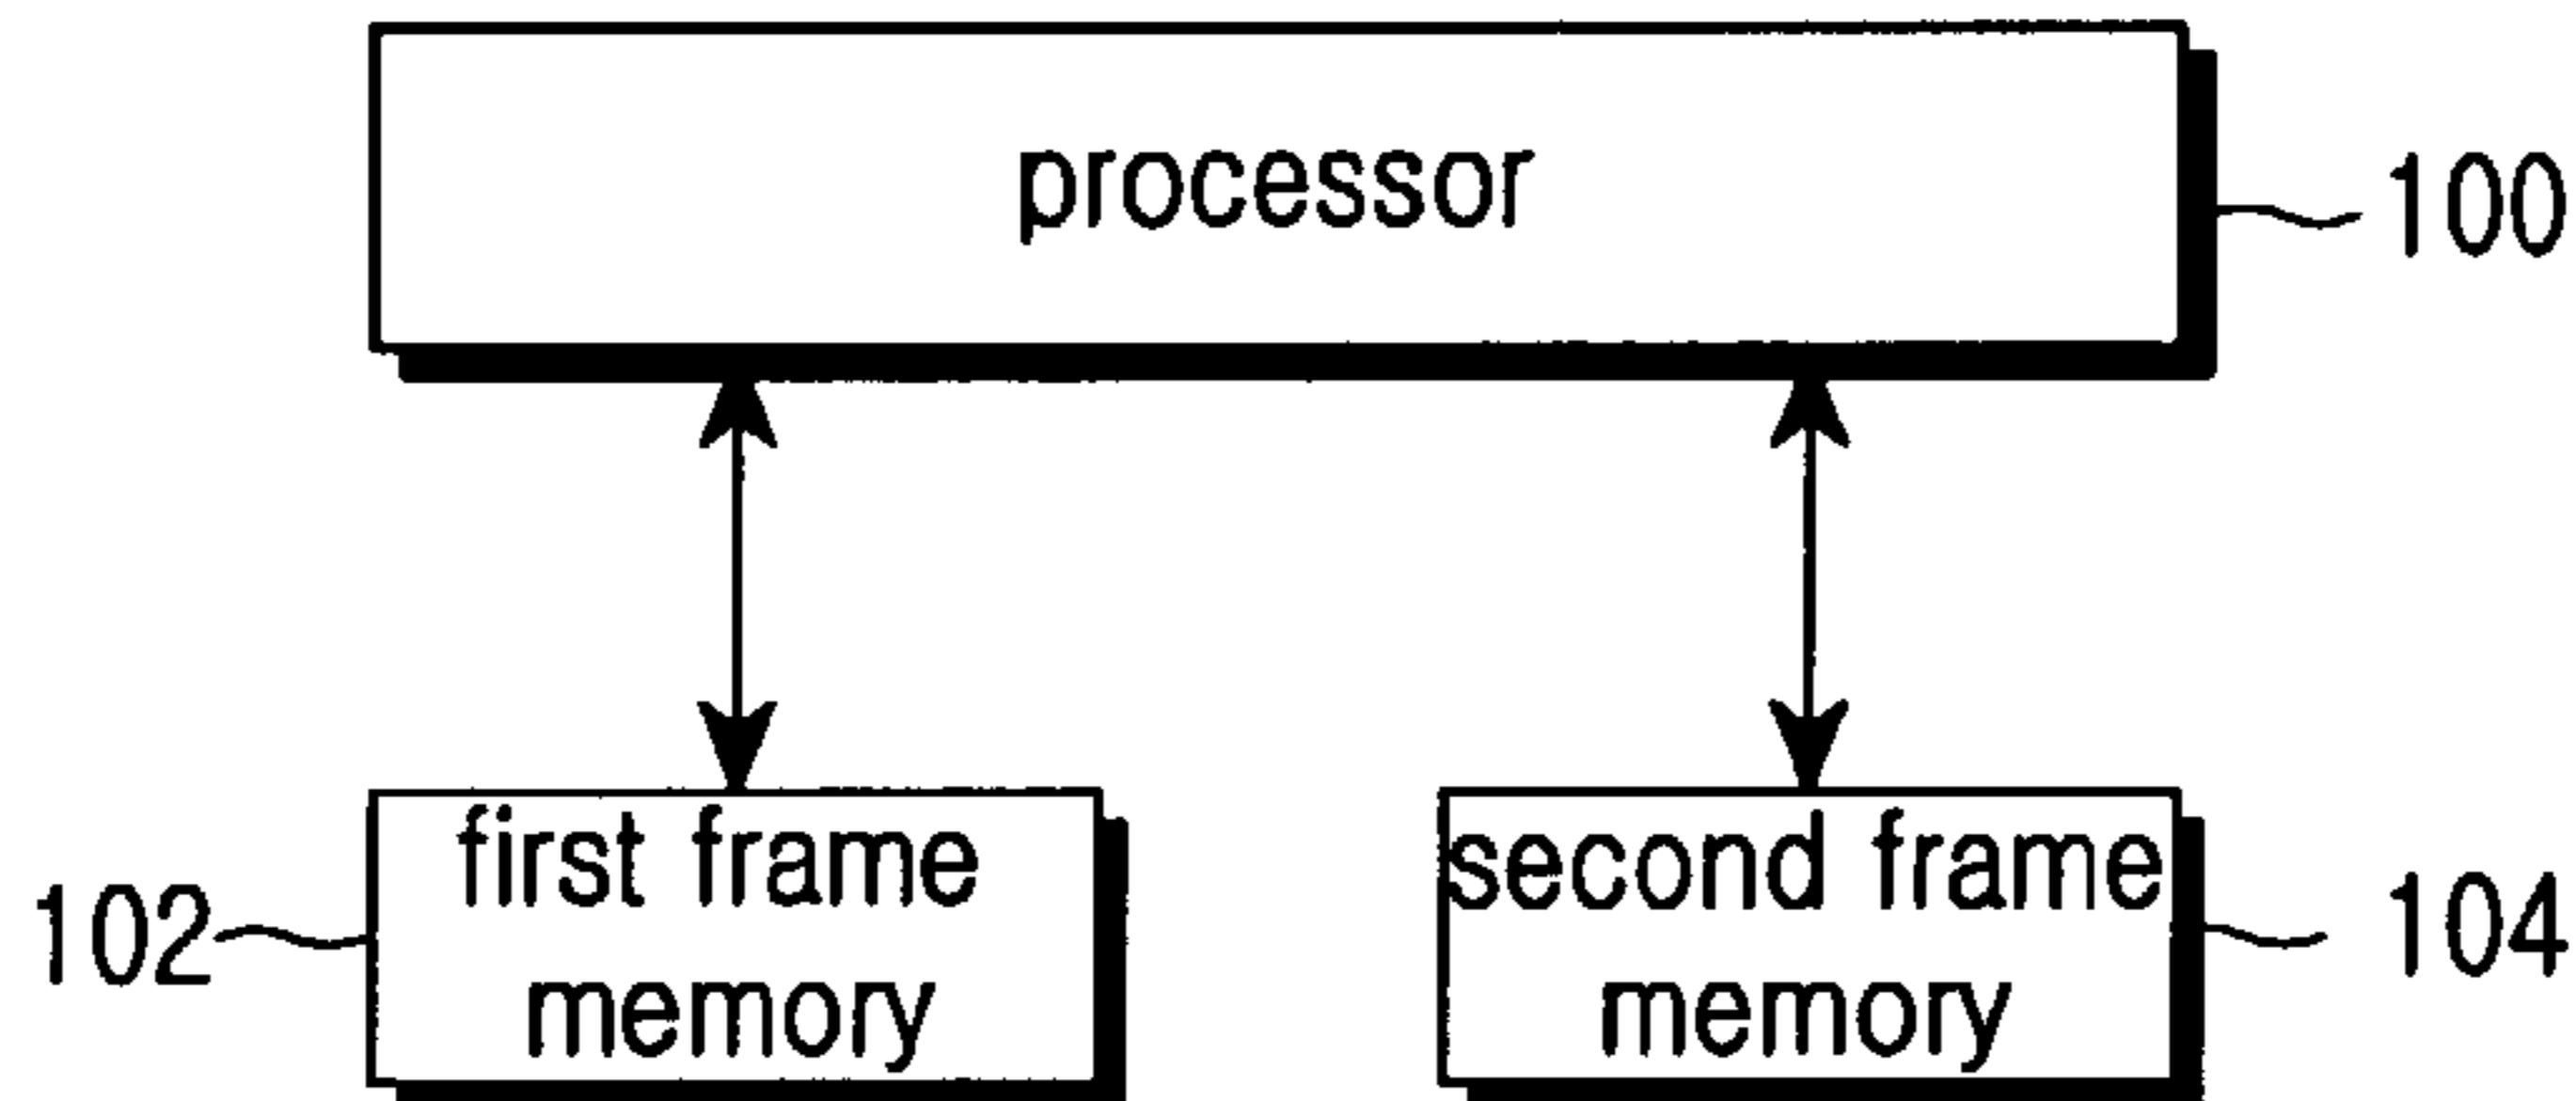 processor
100
first frame
memory
102
second frame
memory
104